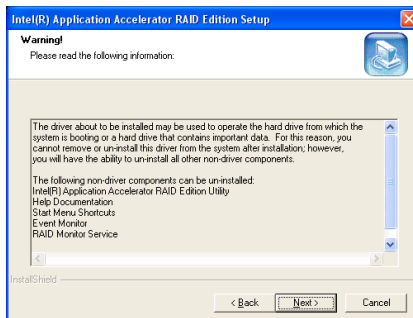 Intel(R) Application Accelerator RAID Edition Setup
Warning!
Please read the following information:
The driver about to be installed may be used to operate the hard drive from which the
system is booting or a hard drive that contains important data. For this reason, you
cannot remove or un-install this driver from the system after installation; however,
you will have the ability to un-install all other non-driver components.
The following non-driver components can be un-installed:
Intel(R) Application Accelerator RAID Edition Utility
Help Documentation
Start Menu Shortcuts
Event Monitor
RAID Monitor Service
InstallShield
< Back
Next >
Cancel